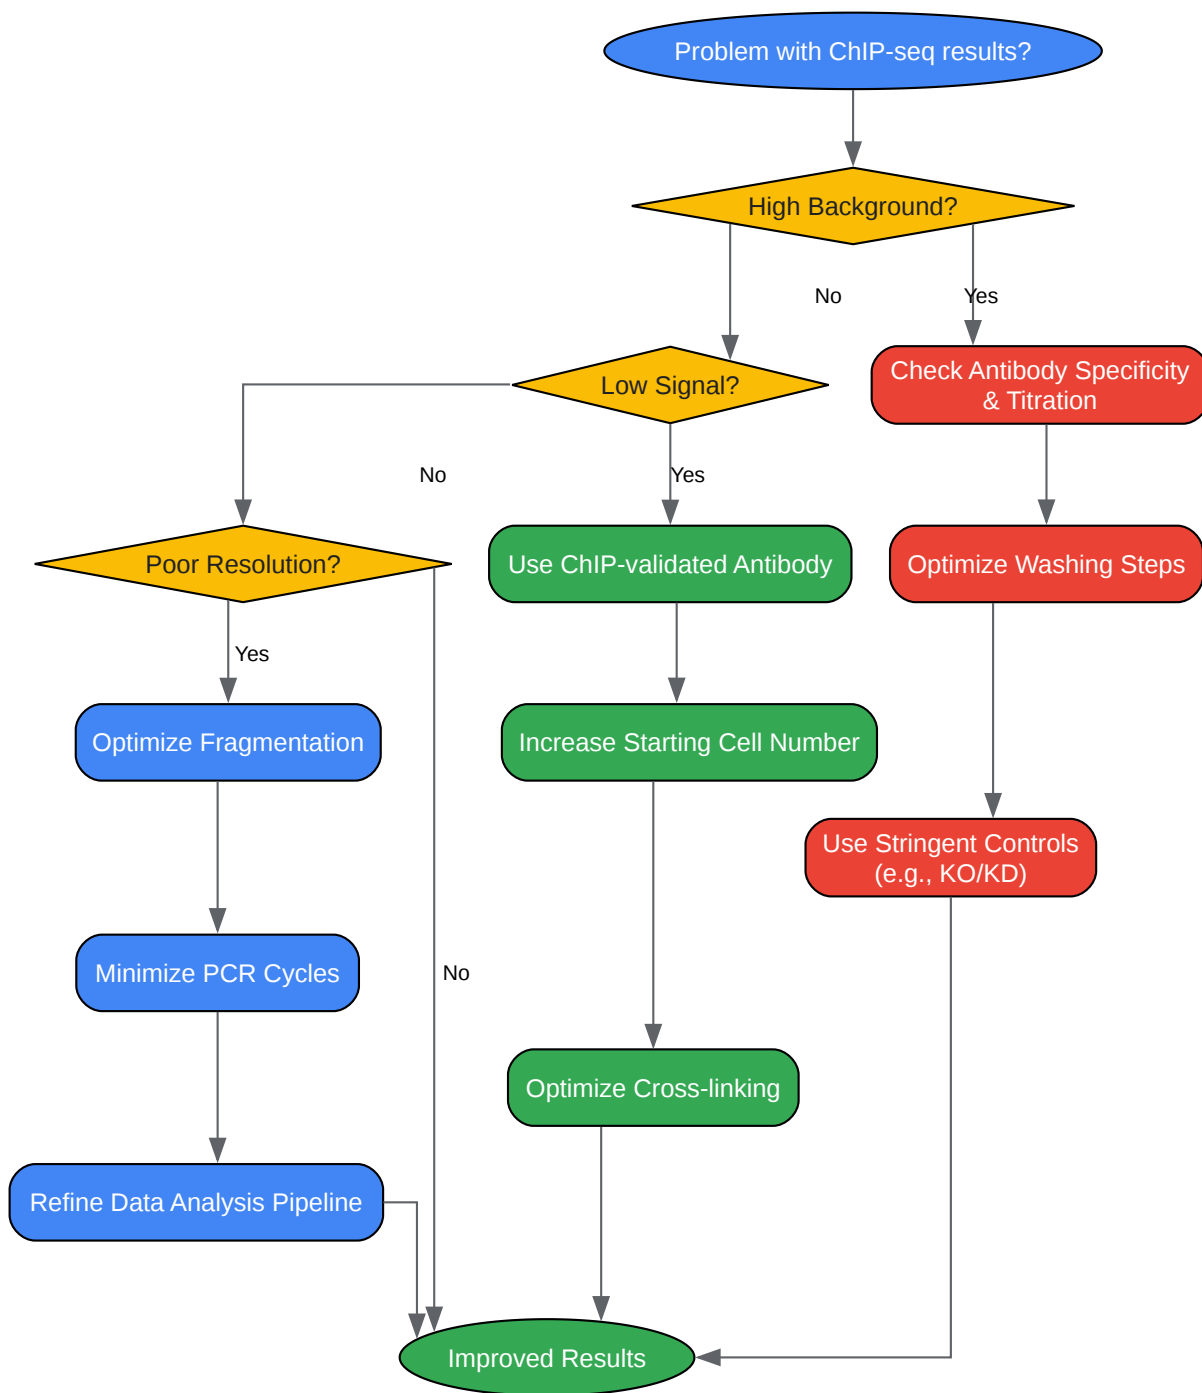 Problem with ChIP-seq results?
High Background?
No
Yes
Low Signal?
Check Antibody Specificity
& Titration
No
Yes
Poor Resolution?
Use ChIP-validated Antibody
Optimize Washing Steps
Yes
Optimize Fragmentation
Increase Starting Cell Number
Use Stringent Controls
(e.g., KO/KD)
Minimize PCR Cycles
No
Optimize Cross-linking
Refine Data Analysis Pipeline
Improved Results